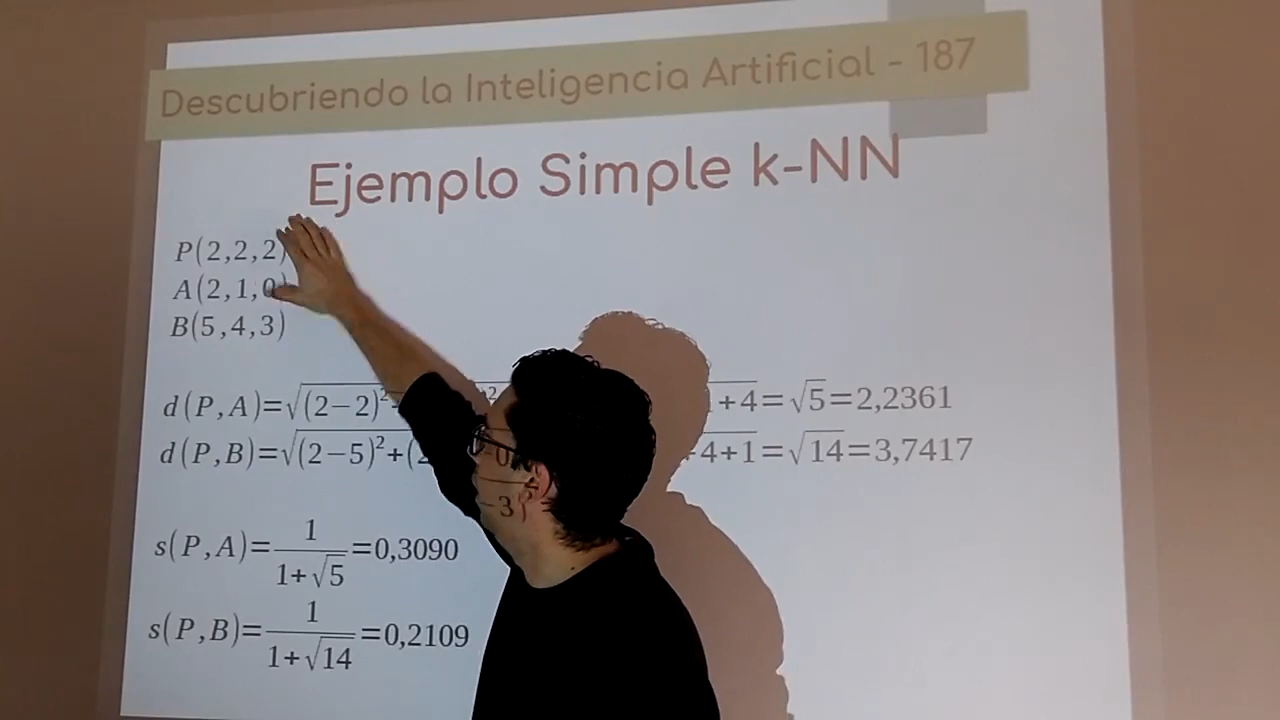 Descubriendo la Inteligencia Artificial - 187
Ejemplo Simple k-NN
P(2,2,2)
A(2,1,0)
B(5,4,3)
d(P,A)=√(2−2)² +4=√5=2,2361
d(P,B)=√(2−5)²+( 4+1=√14=3,7417
s(P,A)=1/(1+√5)=0,3090
s(P,B)=1/(1+√14)=0,2109